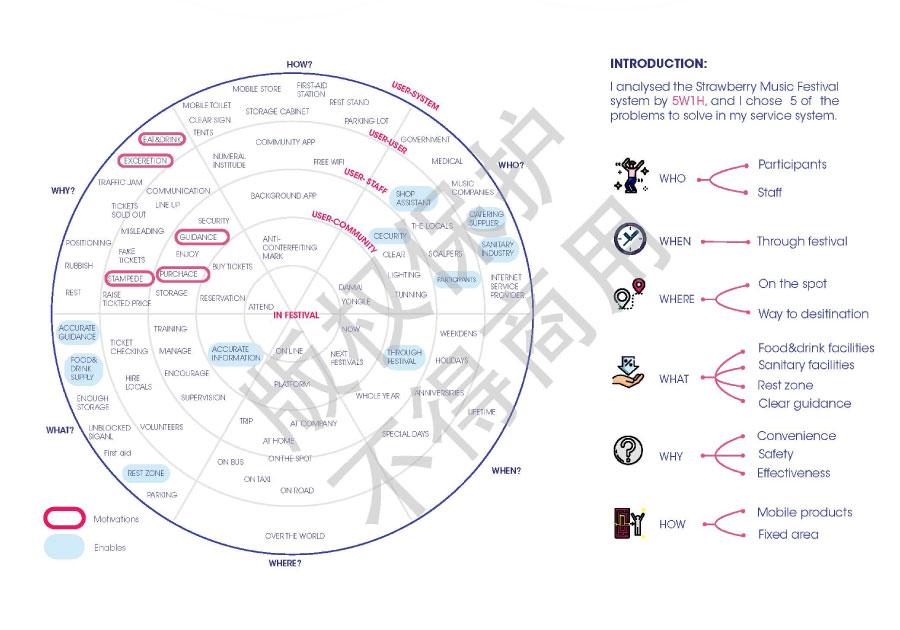 HOW?
MOBILE STORE
FIRST-AID
STATION
REST STAND
USER-SYSTEM
MOBILE TOILET
STORAGE CABINET
CLEAR SIGN
PARKING LOT
TENTS
EAT&DRINK
COMMUNITY APP
USER-USER
GOVERNMENT
EXCERETION
NUMERAL
INSTITUDE
FREE WIFI
MEDICAL
WHO?
TRAFFIC JAM
USER- STAFF
WHY?
COMMUNICATION
BACKGROUND APP
SHOP
ASSISTANT
MUSIC
COMPANIES
TICKETS
SOLD OUT
LINE UP
USER-COMMUNITY
CATERING
SUPPLIER
SECURITY
MISLEADING
GUIDANCE
ANTI-
CONTERFEITING
MARK
CECURITY
THE LOCALS
POSITIONING
FAKE
TICKETS
ENJOY
CLEAR
SCALPERS
SANITARY
INDUSTRY
RUBBISH
STAMPEDE
PURCHACE
BUY TICKETS
LIGHTING
PARTICIPANTS
INTERNET
SERVICE
PROVIDER
REST
RAISE
TICKTED PRICE
STORAGE
RESERVATION
ATTEND
DAMAI
YONGLE
TUNNING
IN FESTIVAL
ACCURATE
GUIDANCE
TRAINING
NOW
WEEKDENS
TICKET
CHECKING
MANAGE
ACCURATE
INFORMATION
ON LINE
NEXT
FESTIVALS
THROUGH
FESTIVAL
HOLIDAYS
FOOD&
DRINK
SUPPLY
ENCOURAGE
HIRE
LOCALS
PLATFORM
ENOUGH
STORAGE
SUPERVISION
WHOLE YEAR
ANNIVERSIRIES
LIFETIME
WHAT?
UNBLOCKED
SIGANL
VOLUNTEERS
TRIP
AT COMPANY
SPECIAL DAYS
First aid
AT HOME
ON BUS
ON THE SPOT
WHEN?
REST ZONE
ON TAXI
PARKING
ON ROAD
Motivations
OVER THE WORLD
Enables
WHERE?
INTRODUCTION:
I analysed the Strawberry Music Festival
system by 5W1H, and I chose 5 of the
problems to solve in my service system.
WHO
Participants
Staff
WHEN
Through festival
WHERE
On the spot
Way to desitination
WHAT
Food&drink facilities
Sanitary facilities
Rest zone
Clear guidance
WHY
Convenience
Safety
Effectiveness
HOW
Mobile products
Fixed area
版权保护
不得商用